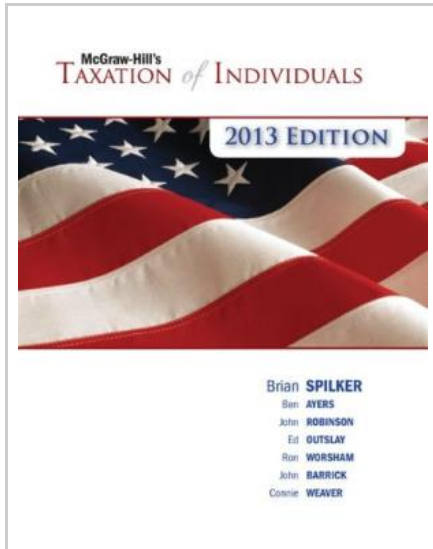 McGraw-Hill's
TAXATION of INDIVIDUALS
2013 EDITION
Brian SPILKER
Ben AYERS
John ROBINSON
Ed OUTSLAY
Ron WORSHAM
John BARRICK
Connie WEAVER